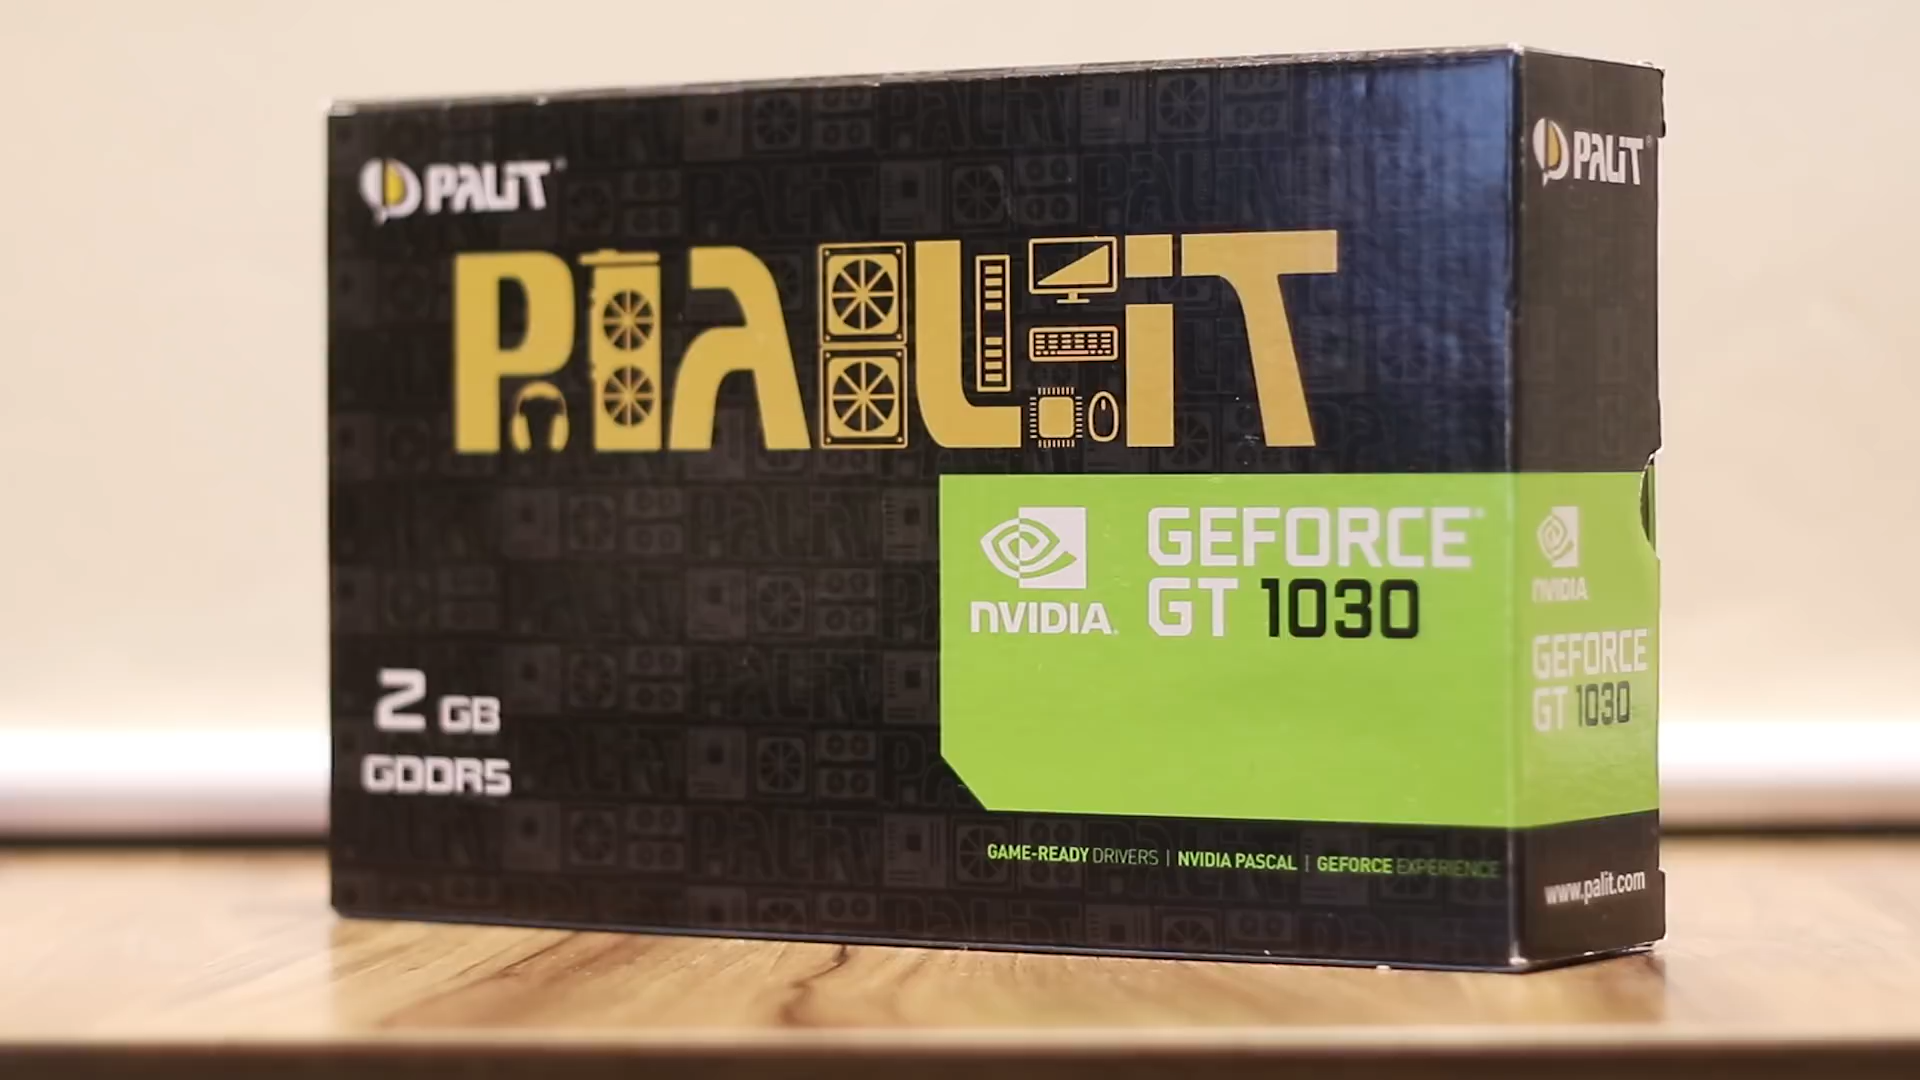 PALiT
PALiT
NVIDIA.
GEFORCE®
GT 1030
2 GB
GDDR5
GAME-READY DRIVERS | NVIDIA PASCAL | GEFORCE EXPERIENCE
PALiT
NVIDIA
GEFORCE
GT 1030
www.palit.com